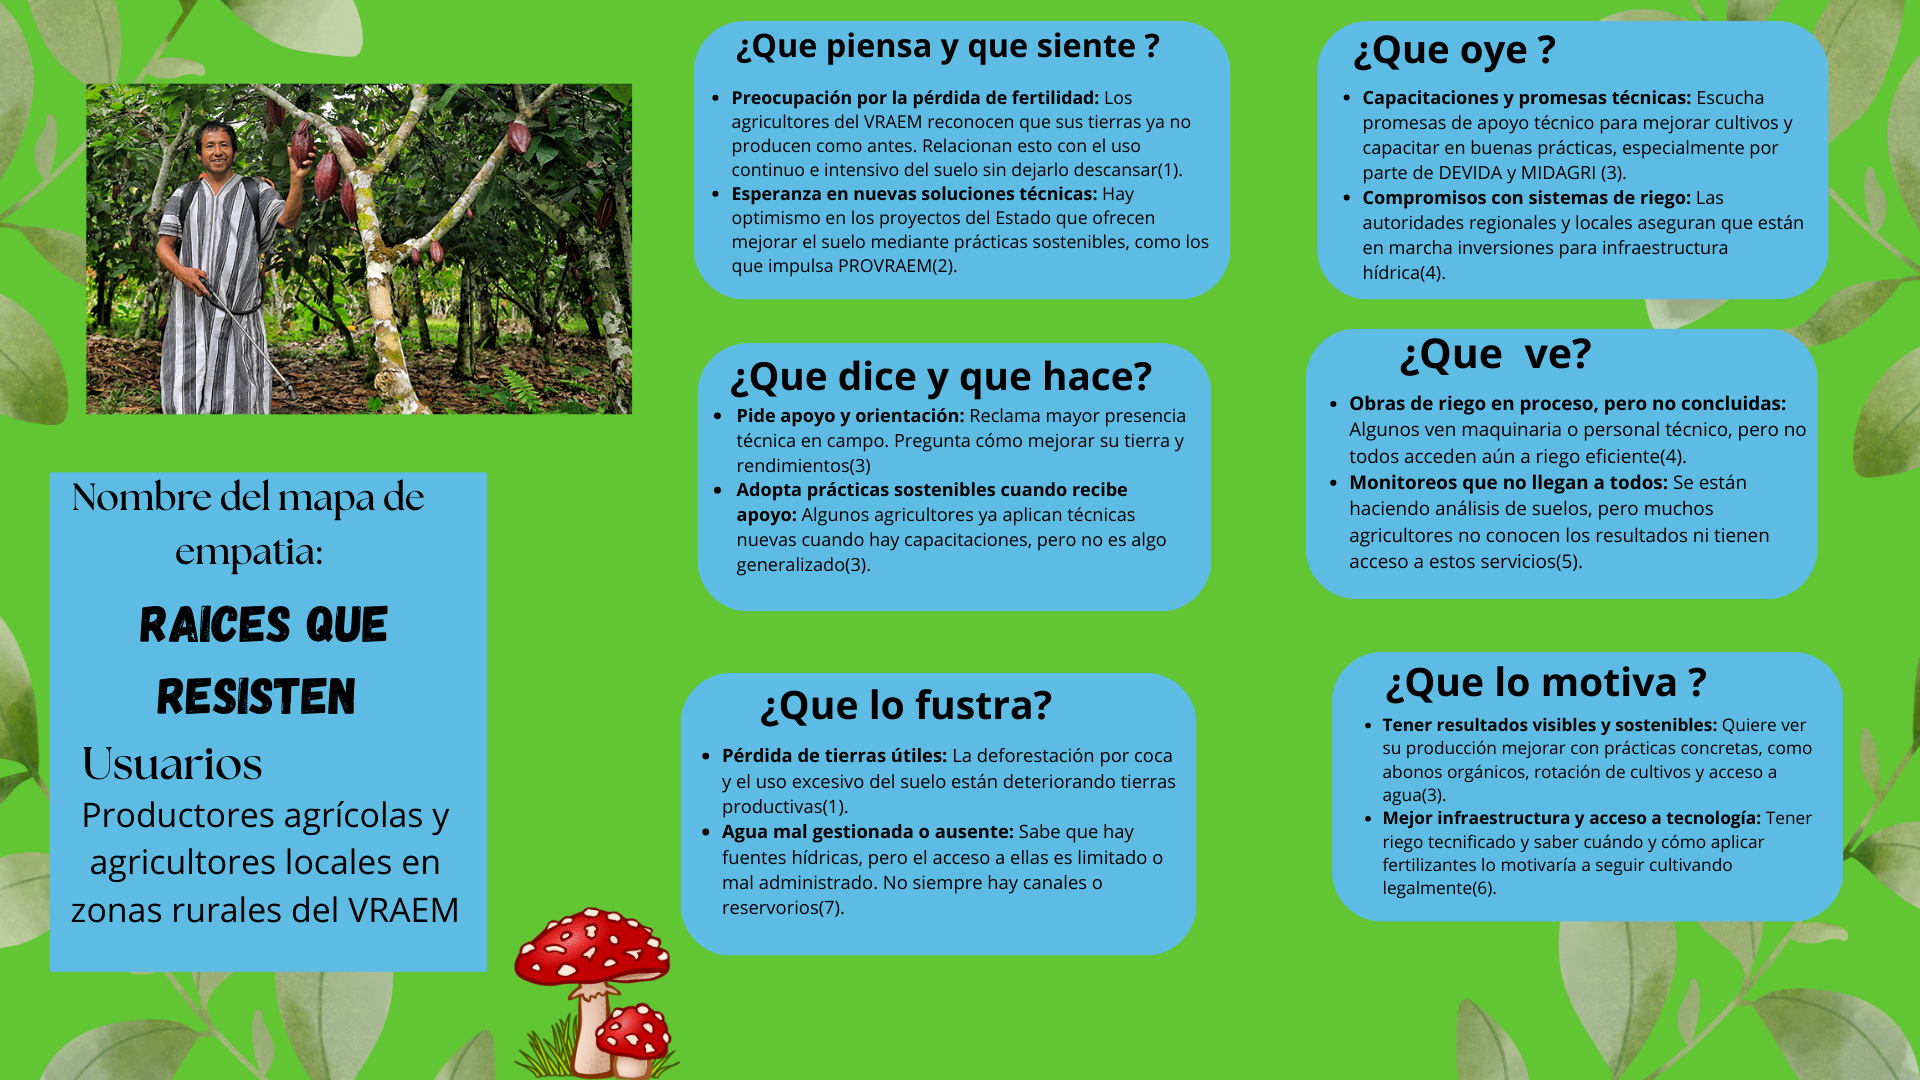 Nombre del mapa de
empatia:
RAICES QUE
RESISTEN
Usuarios
Productores agrícolas y
agricultores locales en
zonas rurales del VRAEM
¿Que piensa y que siente ?
• Preocupación por la pérdida de fertilidad: Los
agricultores del VRAEM reconocen que sus tierras ya no
producen como antes. Relacionan esto con el uso
continuo e intensivo del suelo sin dejarlo descansar(1).
• Esperanza en nuevas soluciones técnicas: Hay
optimismo en los proyectos del Estado que ofrecen
mejorar el suelo mediante prácticas sostenibles, como los
que impulsa PROVRAEM(2).
¿Que oye ?
• Capacitaciones y promesas técnicas: Escucha
promesas de apoyo técnico para mejorar cultivos y
capacitar en buenas prácticas, especialmente por
parte de DEVIDA y MIDAGRI (3).
• Compromisos con sistemas de riego: Las
autoridades regionales y locales aseguran que están
en marcha inversiones para infraestructura
hídrica(4).
¿Que dice y que hace?
• Pide apoyo y orientación: Reclama mayor presencia
técnica en campo. Pregunta cómo mejorar su tierra y
rendimientos(3)
• Adopta prácticas sostenibles cuando recibe
apoyo: Algunos agricultores ya aplican técnicas
nuevas cuando hay capacitaciones, pero no es algo
generalizado(3).
¿Que  ve?
• Obras de riego en proceso, pero no concluidas:
Algunos ven maquinaria o personal técnico, pero no
todos acceden aún a riego eficiente(4).
• Monitoreos que no llegan a todos: Se están
haciendo análisis de suelos, pero muchos
agricultores no conocen los resultados ni tienen
acceso a estos servicios(5).
¿Que lo fustra?
• Pérdida de tierras útiles: La deforestación por coca
y el uso excesivo del suelo están deteriorando tierras
productivas(1).
• Agua mal gestionada o ausente: Sabe que hay
fuentes hídricas, pero el acceso a ellas es limitado o
mal administrado. No siempre hay canales o
reservorios(7).
¿Que lo motiva ?
• Tener resultados visibles y sostenibles: Quiere ver
su producción mejorar con prácticas concretas, como
abonos orgánicos, rotación de cultivos y acceso a
agua(3).
• Mejor infraestructura y acceso a tecnología: Tener
riego tecnificado y saber cuándo y cómo aplicar
fertilizantes lo motivaría a seguir cultivando
legalmente(6).